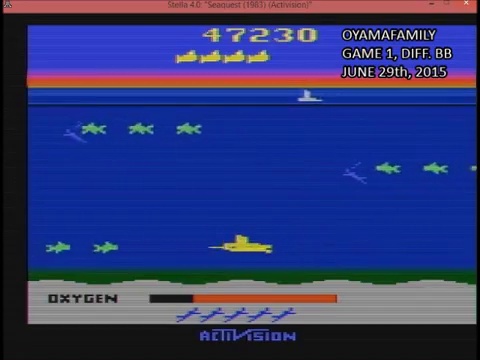 Stella 4.0: "Seaquest (1983) (Activision)"
47230
OYAMAFAMILY
GAME 1, DIFF. BB
JUNE 29th, 2015
OXYGEN
ACTIVISION